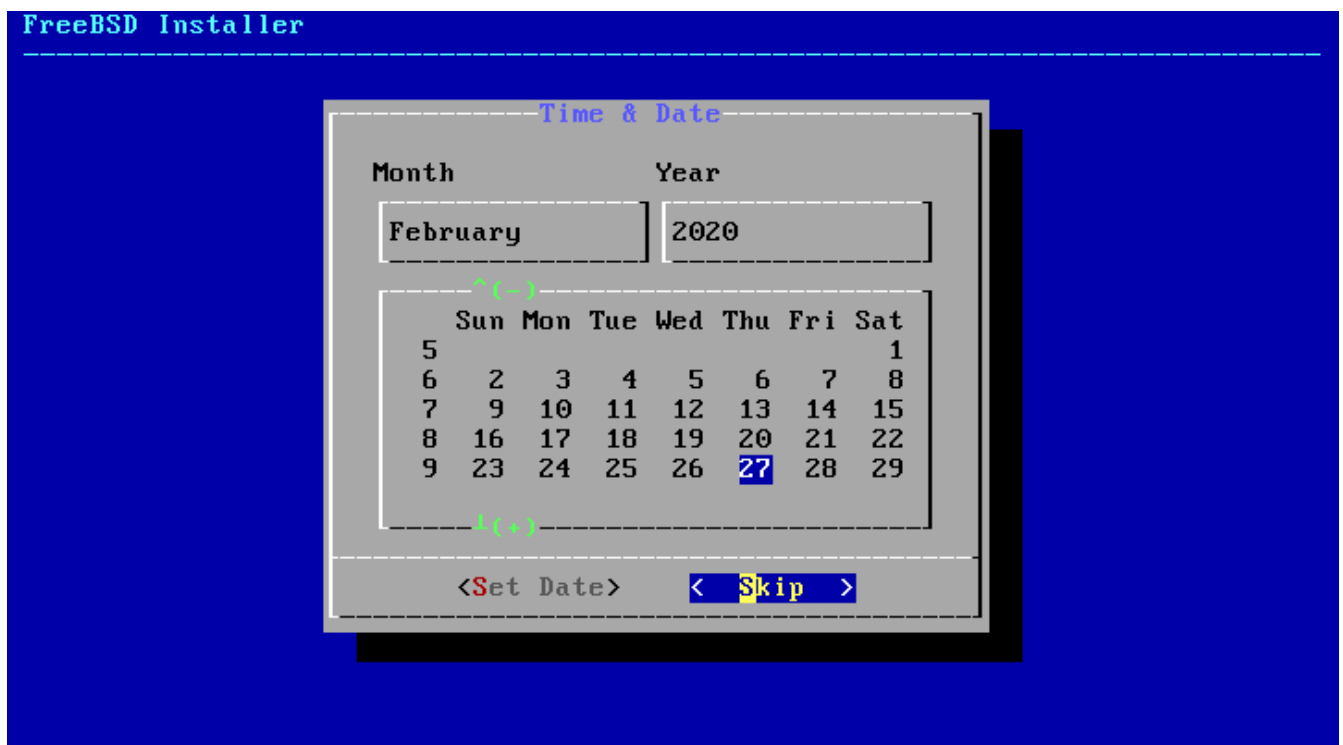 FreeBSD Installer
Time & Date
Month Year
February 2020
^(-)
Sun Mon Tue Wed Thu Fri Sat
5 1
6 2 3 4 5 6 7 8
7 9 10 11 12 13 14 15
8 16 17 18 19 20 21 22
9 23 24 25 26 27 28 29
┴(+)
<Set Date> < Skip >